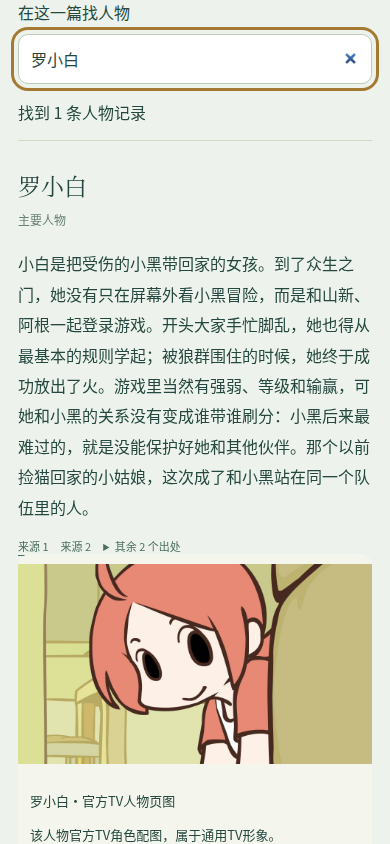 在这一篇找人物
罗小白
×
找到 1 条人物记录
罗小白
主要人物
小白是把受伤的小黑带回家的女孩。到了众生之
门，她没有只在屏幕外看小黑冒险，而是和山新、
阿根一起登录游戏。开头大家手忙脚乱，她也得从
最基本的规则学起；被狼群围住的时候，她终于成
功放出了火。游戏里当然有强弱、等级和输赢，可
她和小黑的关系没有变成谁带谁刷分：小黑后来最
难过的，就是没能保护好她和其他伙伴。那个以前
捡猫回家的小姑娘，这次成了和小黑站在同一个队
伍里的人。
来源 1 来源 2 ▶ 其余 2 个出处
罗小白·官方TV人物页图
该人物官方TV角色配图，属于通用TV形象。